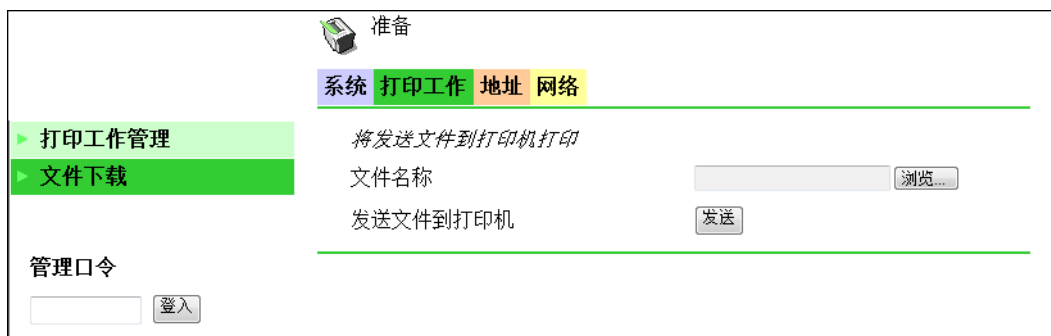 准备
系统 打印工作 地址 网络
打印工作管理
文件下载
将发送文件到打印机打印
文件名称 浏览...
发送文件到打印机 发送
管理口令
登入